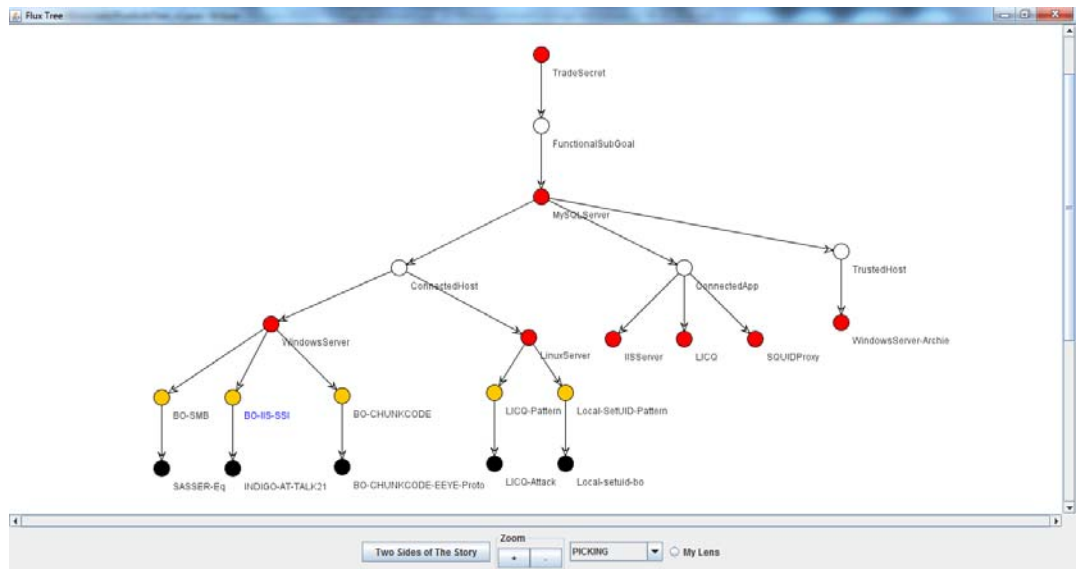 Flux Tree
TradeSecret
FunctionalSubGoal
MySQLServer
TrustedHost
ConnectedHost
ConnectedApp
WindowsServer
LinuxServer
IISServer
LICQ
SQUIDProxy
WindowsServer-Archie
BO-SMB
BO-IIS-SSI
BO-CHUNKCODE
LICQ-Pattern
Local-SetUID-Pattern
SASSER-Eq
INDIGO-AT-TALK21
BO-CHUNKCODE-EEYE-Proto
LICQ-Attack
Local-setuid-bo
Zoom
Two Sides of The Story
+
-
PICKING
My Lens